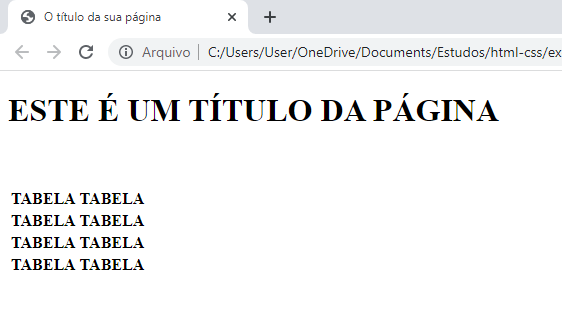 O título da sua página
Arquivo C:/Users/User/OneDrive/Documents/Estudos/html-css/ex
ESTE É UM TÍTULO DA PÁGINA
TABELA TABELA
TABELA TABELA
TABELA TABELA
TABELA TABELA